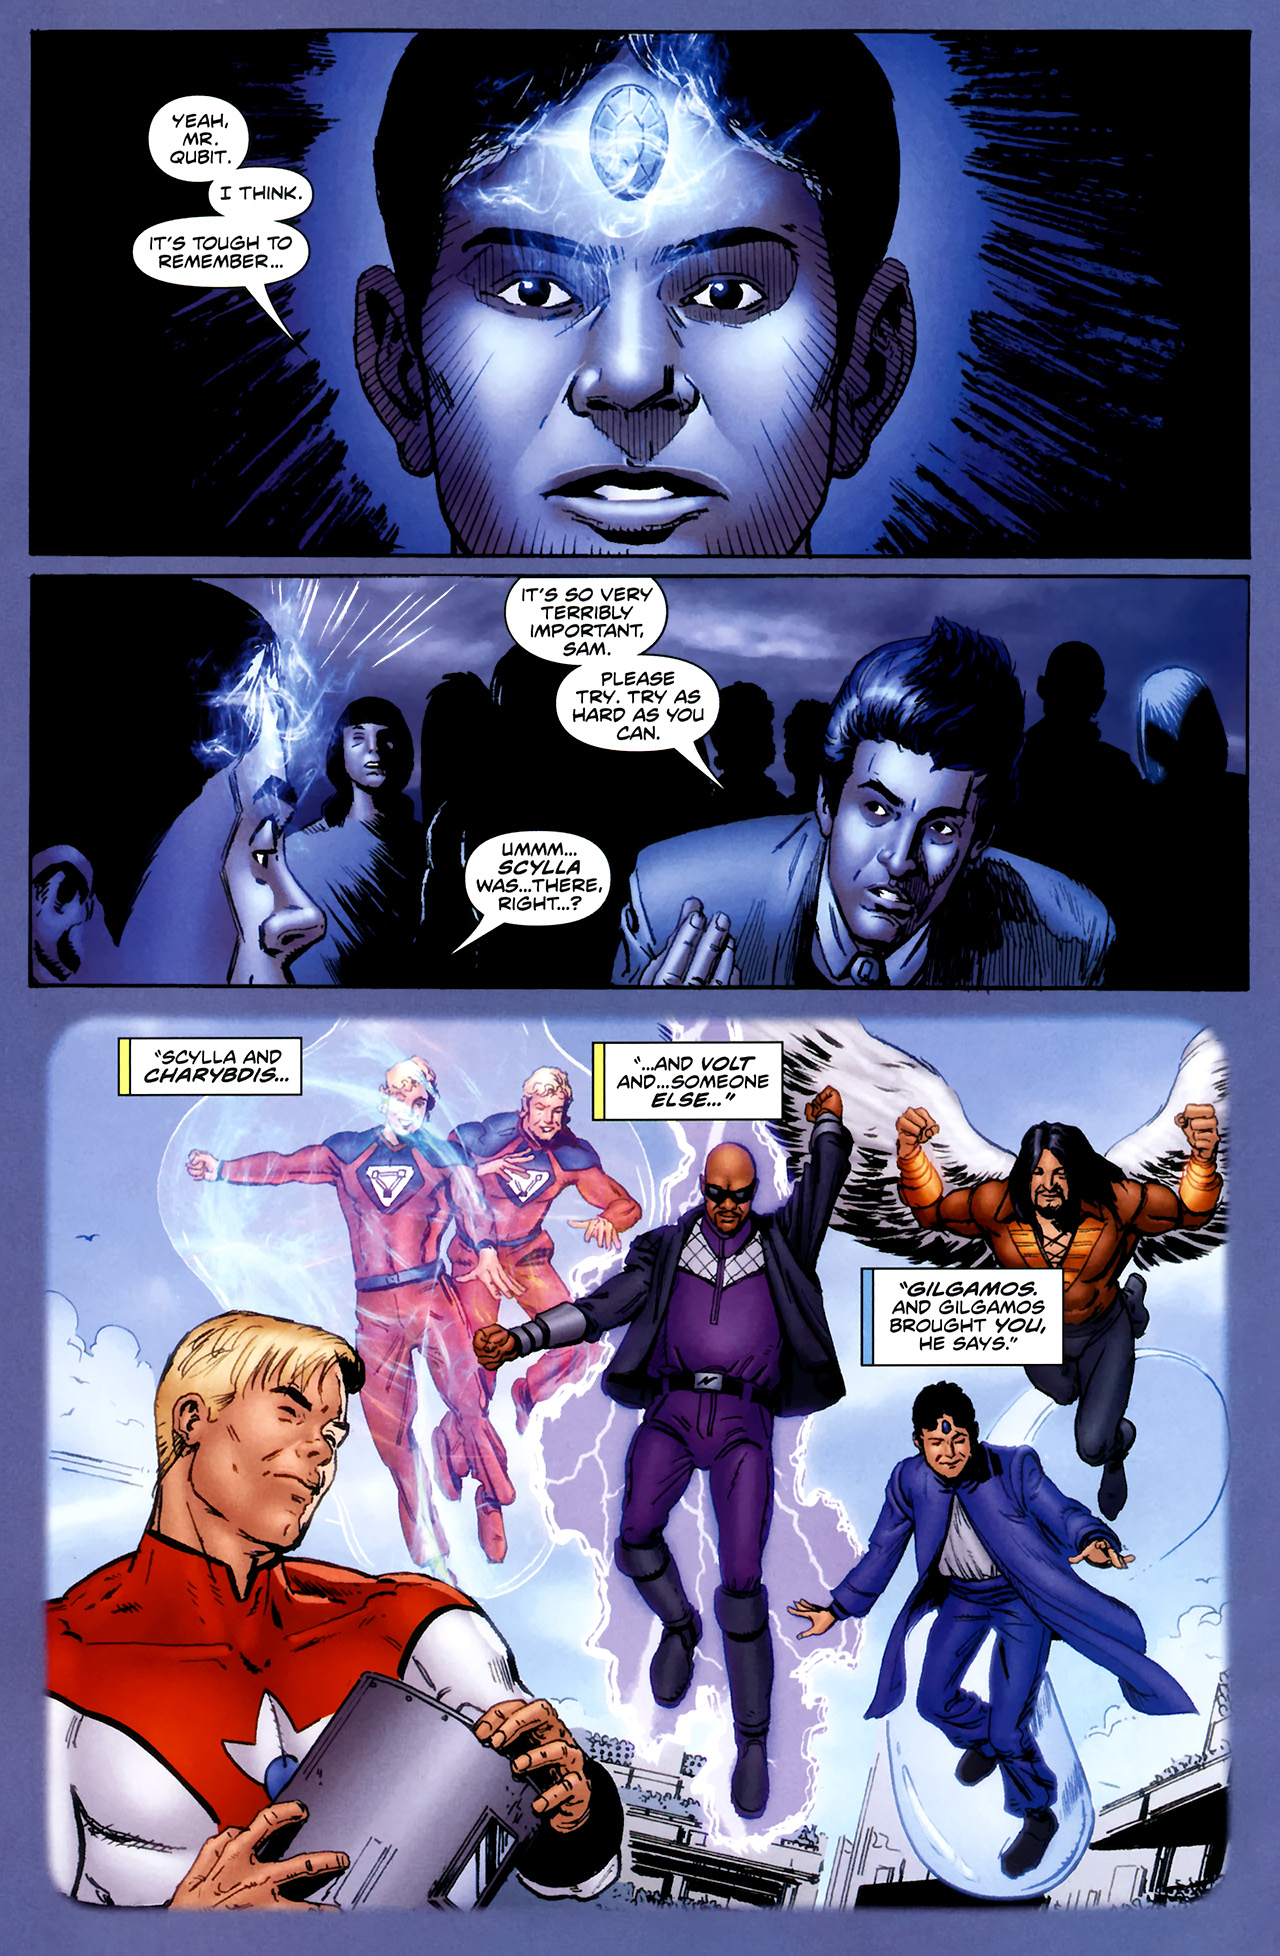 YEAH,
MR.
QUBIT.
I THINK.
IT'S TOUGH TO
REMEMBER...
IT'S SO VERY
TERRIBLY
IMPORTANT,
SAM.
PLEASE
TRY. TRY AS
HARD AS YOU
CAN.
UMMM...
SCYLLA
WAS...THERE,
RIGHT...?
"SCYLLA AND
CHARYBDIS...
"...AND VOLT
AND...SOMEONE
ELSE..."
"GILGAMOS.
AND GILGAMOS
BROUGHT YOU,
HE SAYS."